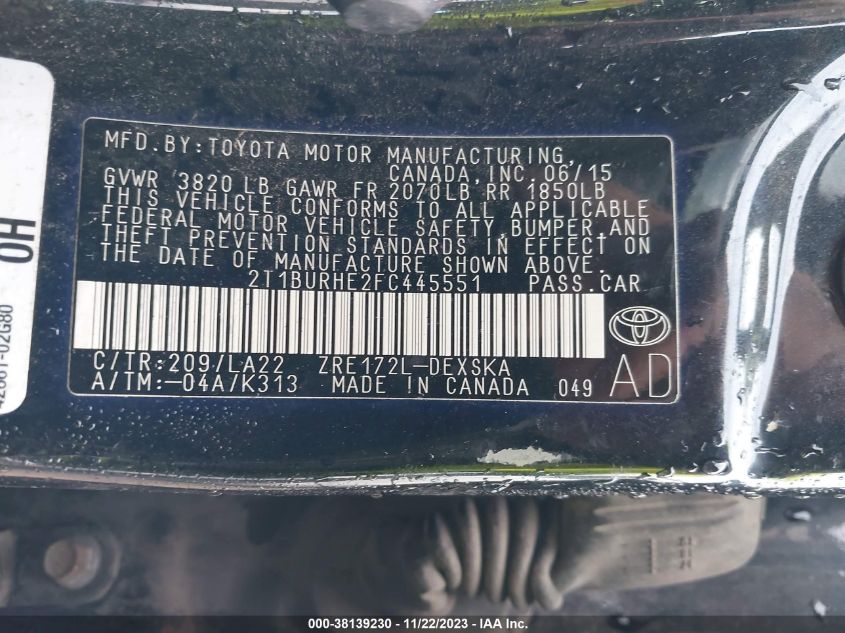 MFD.BY:TOYOTA MOTOR MANUFACTURING,
CANADA,INC.06/15
GVWR 3820 LB GAWR FR 2070LB RR 1850LB
THIS VEHICLE CONFORMS TO ALL APPLICABLE
FEDERAL MOTOR VEHICLE SAFETY,BUMPER,AND
THEFT PREVENTION STANDARDS IN EFFECT ON
THE DATE OF MANUFACTURE SHOWN ABOVE.
2T1BURHE2FC445551 PASS.CAR
C/TR:209/LA22 ZRE172L-DEXSKA
A/TM:-04A/K313 MADE IN CANADA 049
AD
OH
000-38139230 - 11/22/2023 - IAA Inc.